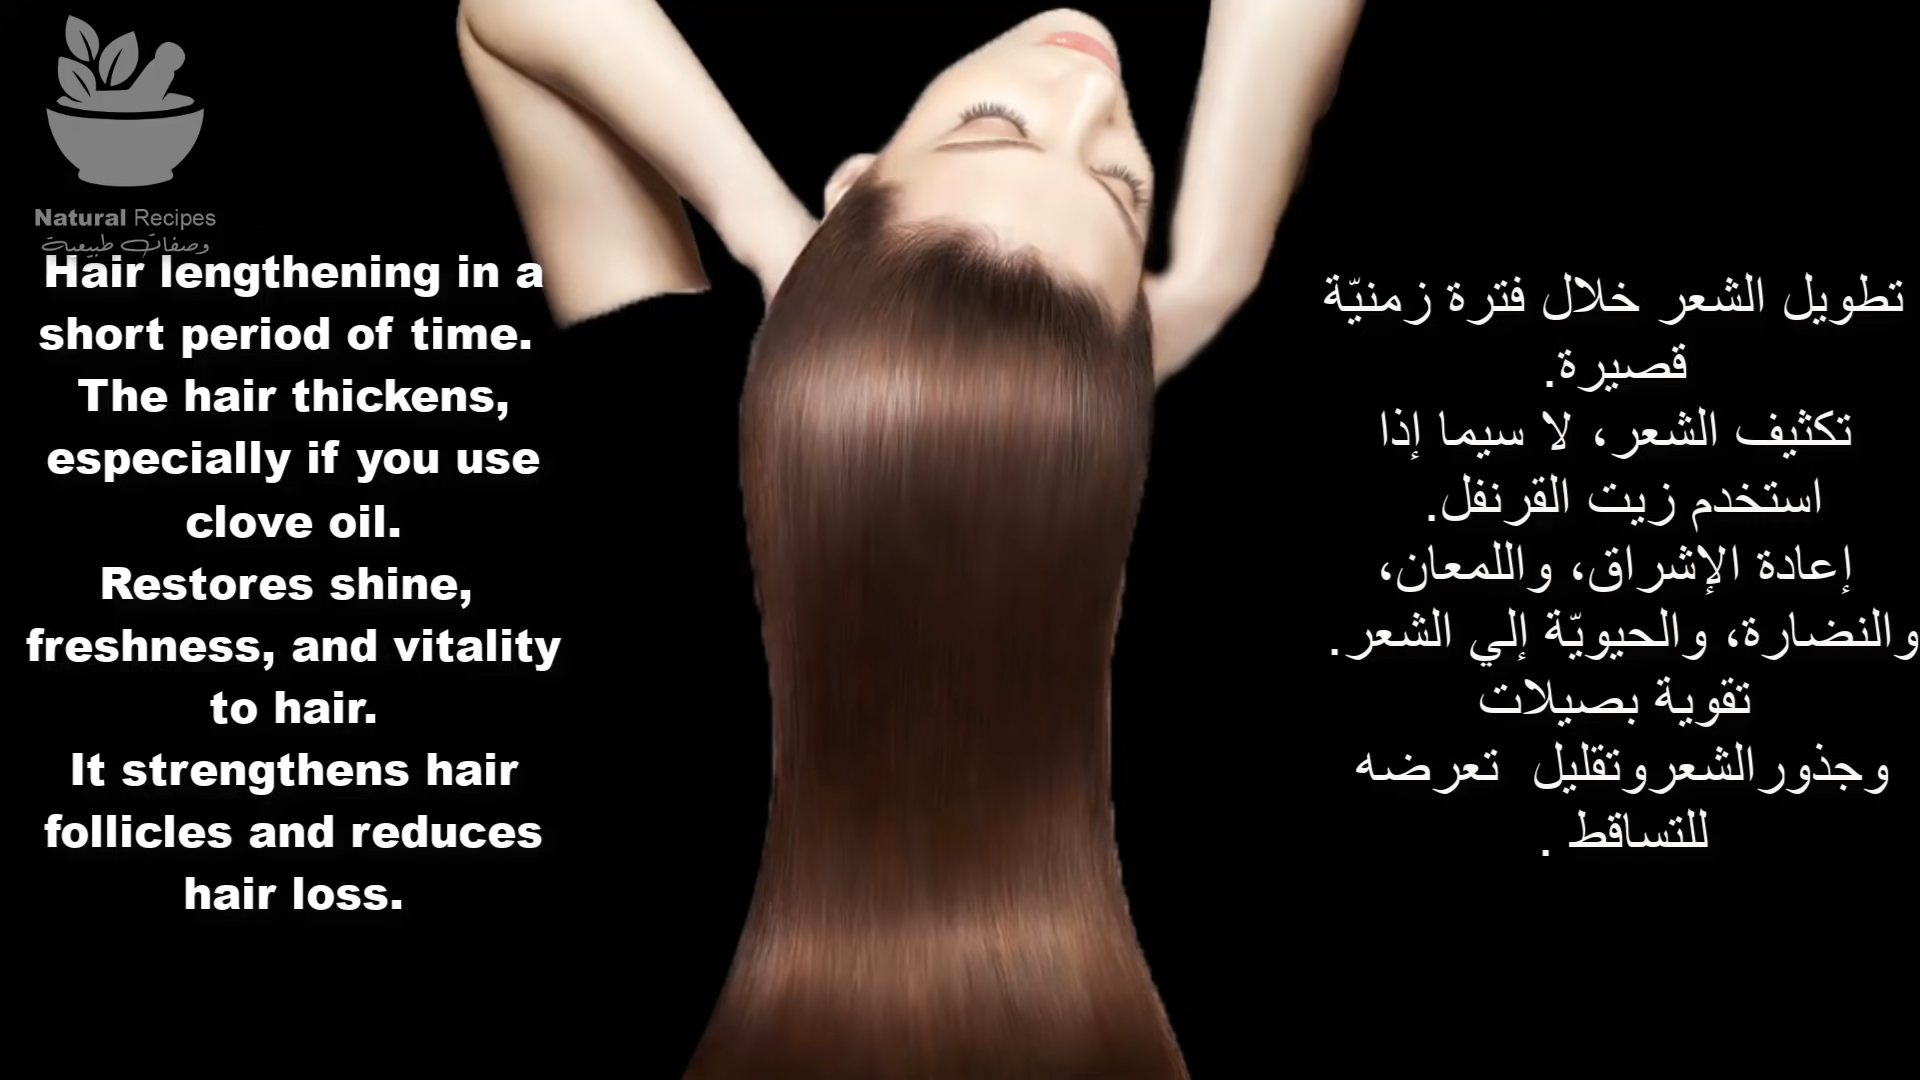 Natural Recipes
وصفات طبيعية
Hair lengthening in a
short period of time.
The hair thickens,
especially if you use
clove oil.
Restores shine,
freshness, and vitality
to hair.
It strengthens hair
follicles and reduces
hair loss.
تطويل الشعر خلال فترة زمنيّة
قصيرة.
تكثيف الشعر، لا سيما إذا
استخدم زيت القرنفل.
إعادة الإشراق، واللمعان،
والنضارة، والحيويّة إلي الشعر.
تقوية بصيلات
وجذورالشعروتقليل  تعرضه
للتساقط .